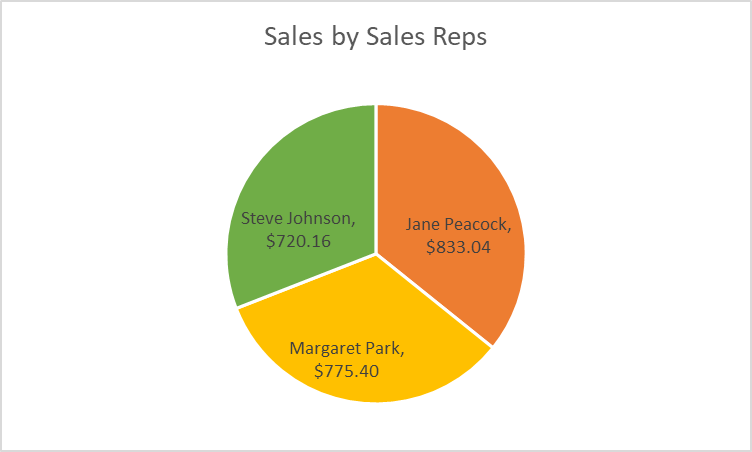 Sales by Sales Reps
Steve Johnson,
$720.16
Jane Peacock,
$833.04
Margaret Park,
$775.40